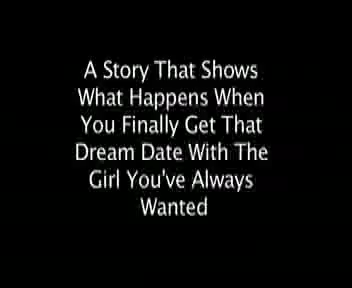 A Story That Shows
What Happens When
You Finally Get That
Dream Date With The
Girl You've Always
Wanted